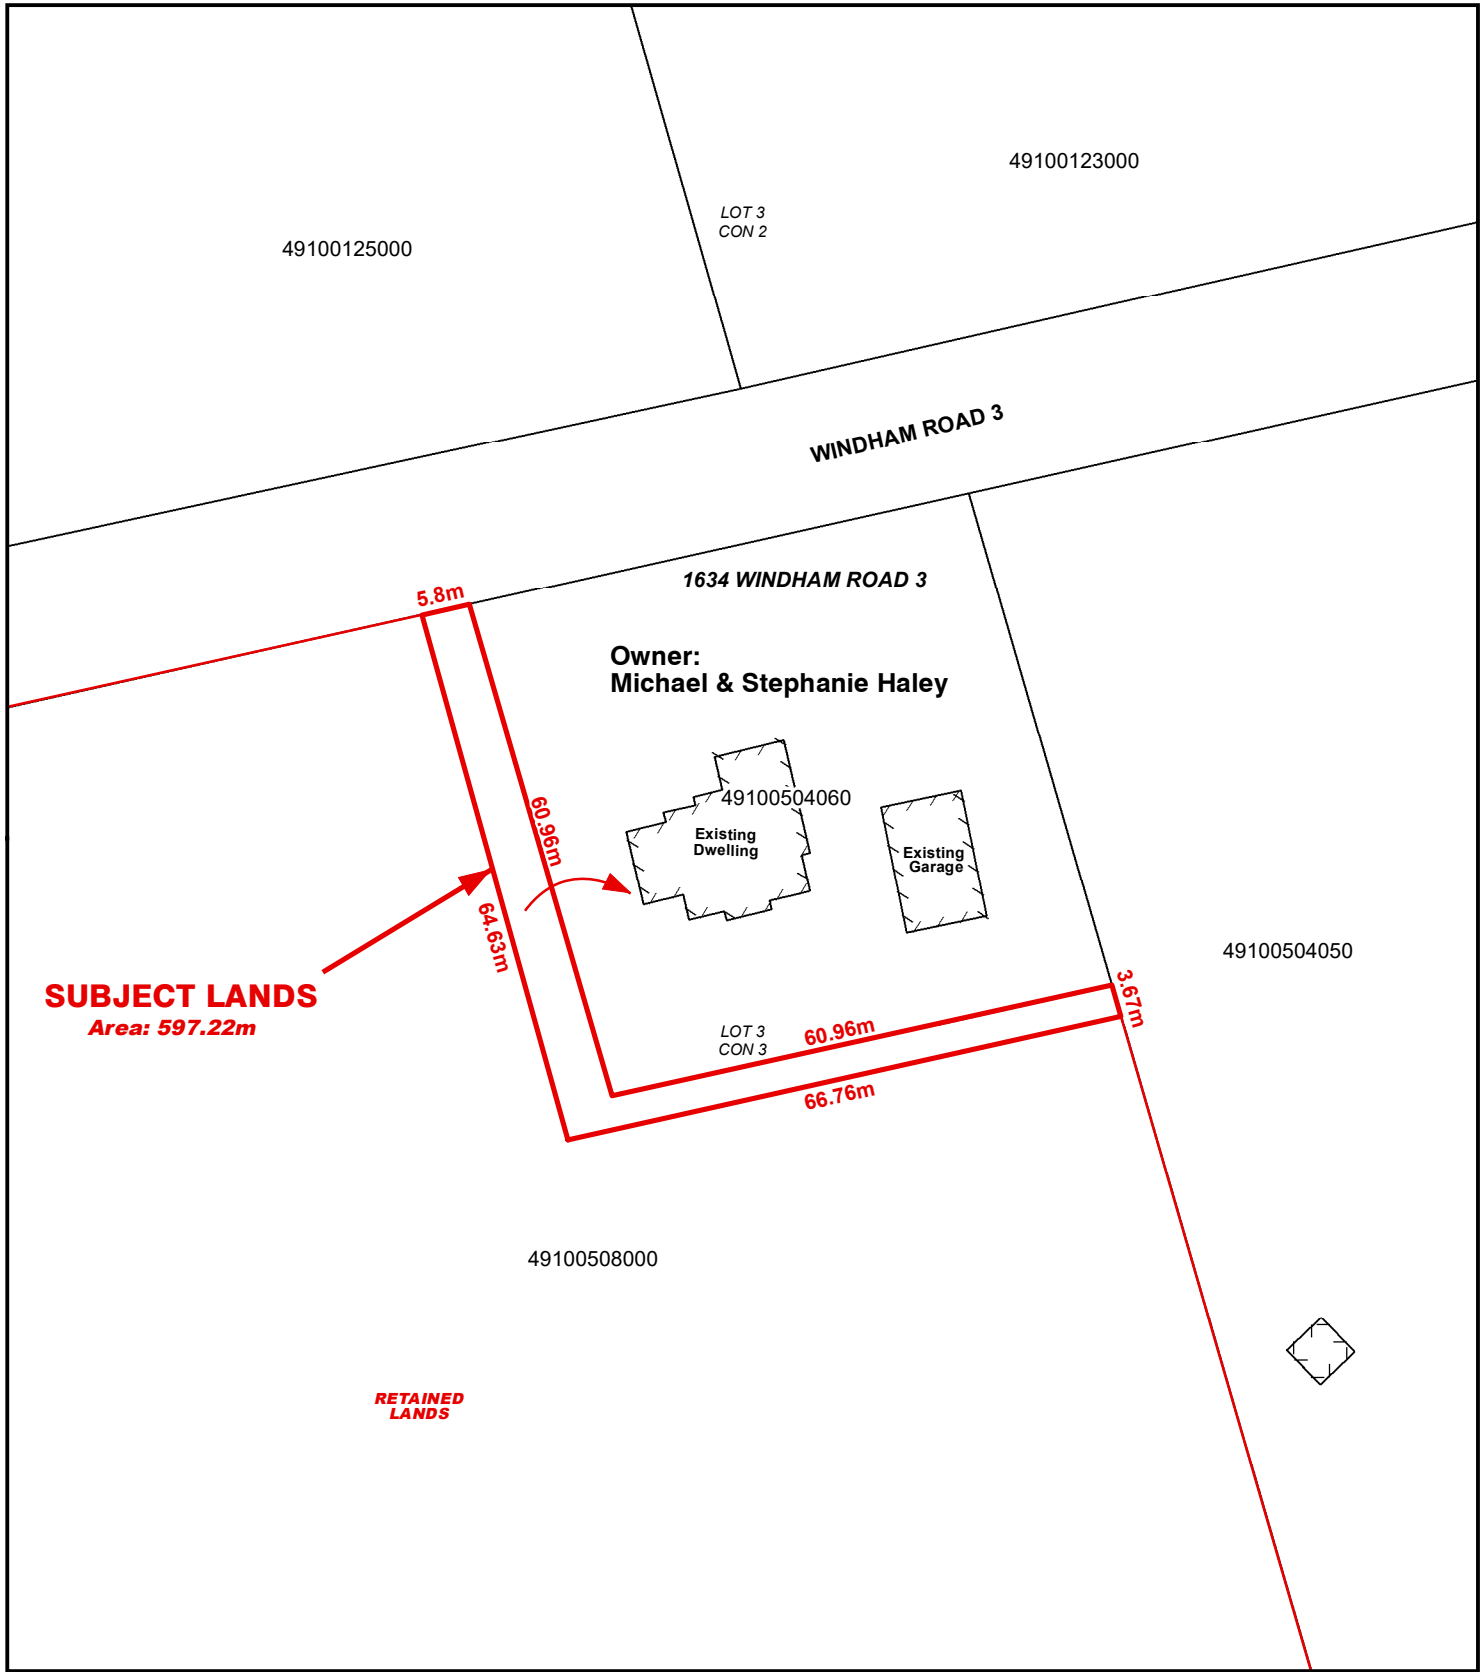 49100123000
LOT 3
CON 2
49100125000
WINDHAM ROAD 3
1634 WINDHAM ROAD 3
5.8m
Owner:
Michael & Stephanie Haley
49100504060
60.96m
Existing
Dwelling
Existing
Garage
64.63m
49100504050
SUBJECT LANDS
Area: 597.22m
3.67m
LOT 3
CON 3
60.96m
66.76m
49100508000
RETAINED
LANDS